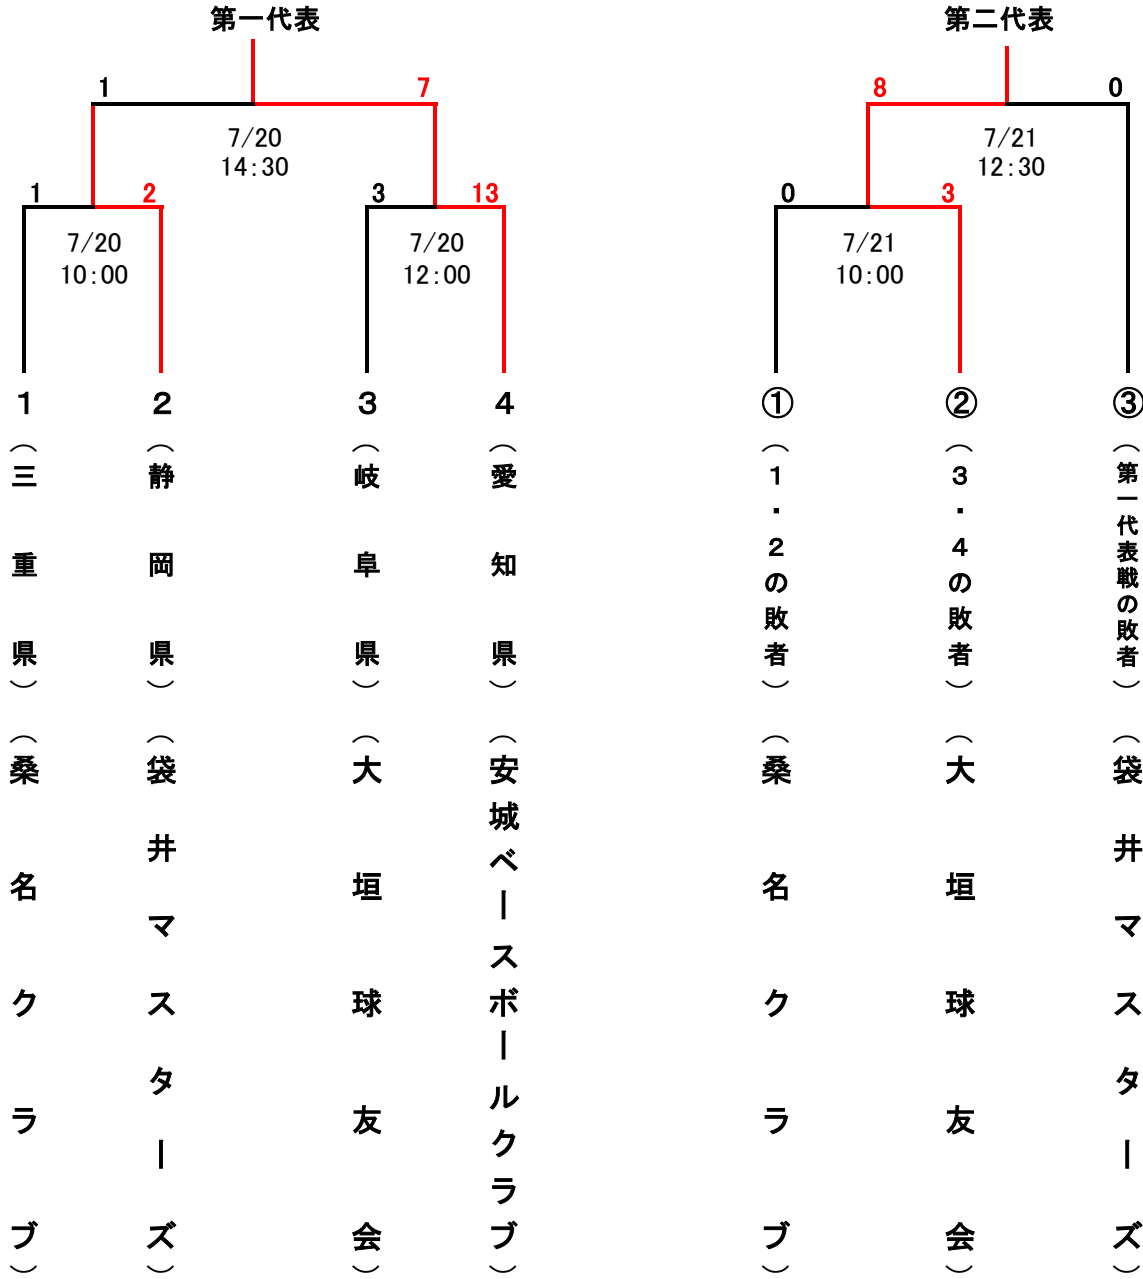 第一代表
第二代表
1
7
8
0
7/20
14:30
7/21
12:30
1
2
3
13
0
3
7/20
10:00
7/20
12:00
7/21
10:00
1
（三重県）
（桑名クラブ）
2
（静岡県）
（袋井マスターズ）
3
（岐阜県）
（大垣球友会）
4
（愛知県）
（安城ベースボールクラブ）
①
（1・2の敗者）
（桑名クラブ）
②
（3・4の敗者）
（大垣球友会）
③
（第一代表戦の敗者）
（袋井マスターズ）